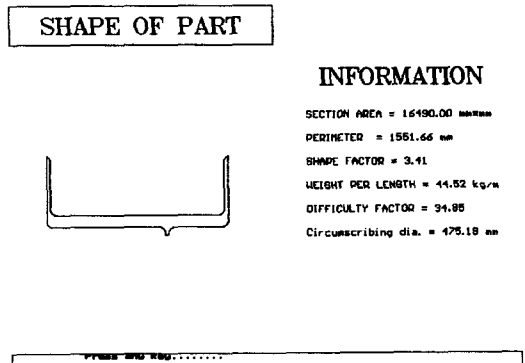 SHAPE OF PART
INFORMATION
SECTION AREA = 16490.00 mm*mm
PERIMETER = 1551.66 mm
SHAPE FACTOR = 3.41
WEIGHT PER LENGTH = 44.52 kg/m
DIFFICULTY FACTOR = 34.85
Circumscribing dia. = 475.18 mm
Press any key........